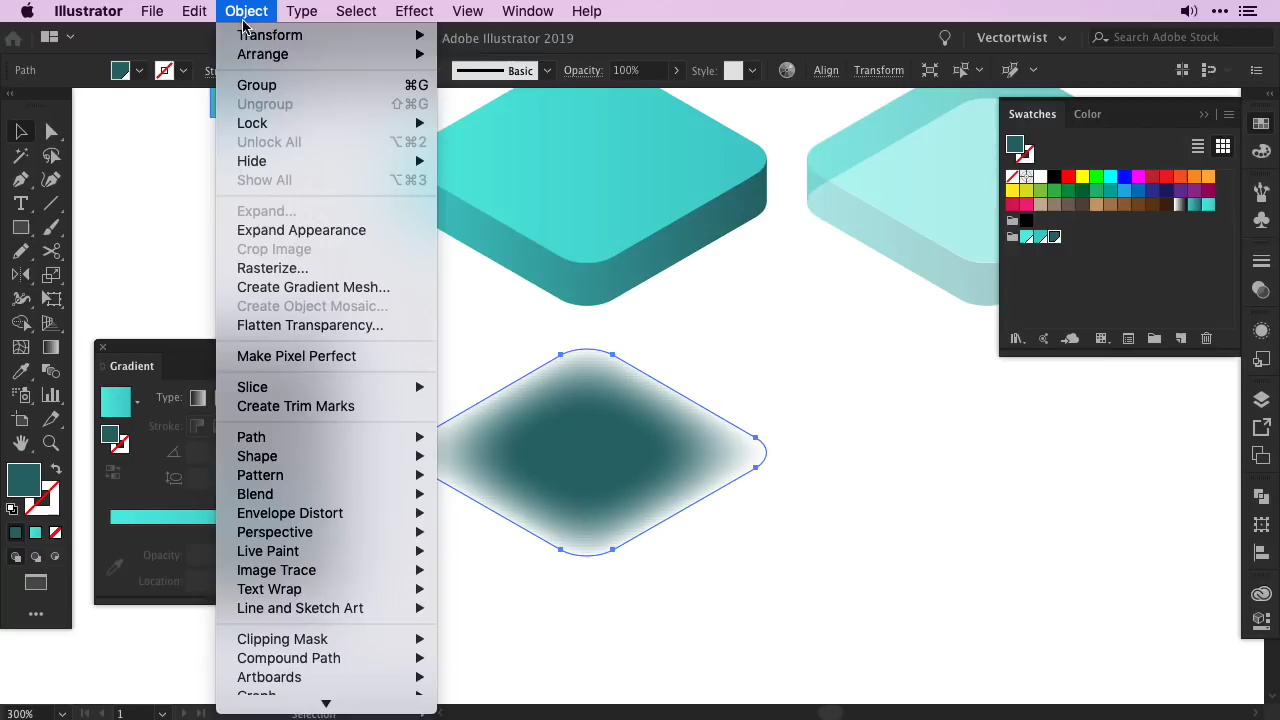 Illustrator File Edit Object Type Select Effect View Window Help
Adobe Illustrator 2019
Vectortwist
Search Adobe Stock
Path
Basic
Opacity: 100%
Style:
Align
Transform
Transform
Arrange
Group ⌘G
Ungroup ⇧⌘G
Lock
Unlock All ⌥⌘2
Hide
Show All ⌥⌘3
Expand...
Expand Appearance
Crop Image
Rasterize...
Create Gradient Mesh...
Create Object Mosaic...
Flatten Transparency...
Make Pixel Perfect
Slice
Create Trim Marks
Path
Shape
Pattern
Blend
Envelope Distort
Perspective
Live Paint
Image Trace
Text Wrap
Line and Sketch Art
Clipping Mask
Compound Path
Artboards
Swatches Color
Gradient
Type:
Stroke:
Opacity:
Location:
300%
1
Selection